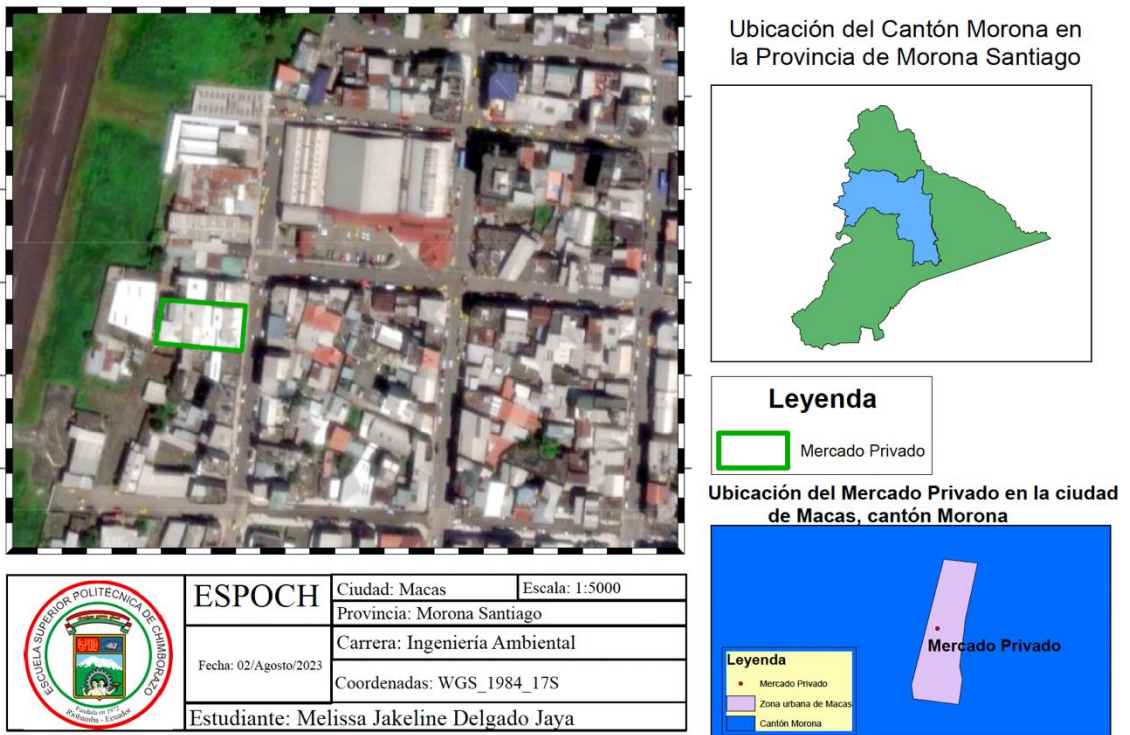 Ubicación del Cantón Morona en
la Provincia de Morona Santiago
Leyenda
Mercado Privado
Ubicación del Mercado Privado en la ciudad
de Macas, cantón Morona
Mercado Privado
Leyenda
Mercado Privado
Zona urbana de Macas
Cantón Morona
ESCUELA SUPERIOR POLITÉCNICA DE CHIMBORAZO
ESPOCH
Fundada en 1972
Riobamba - Ecuador
ESPOCH
Fecha: 02/Agosto/2023
Ciudad: Macas
Escala: 1:5000
Provincia: Morona Santiago
Carrera: Ingeniería Ambiental
Coordenadas: WGS_1984_17S
Estudiante: Melissa Jakeline Delgado Jaya